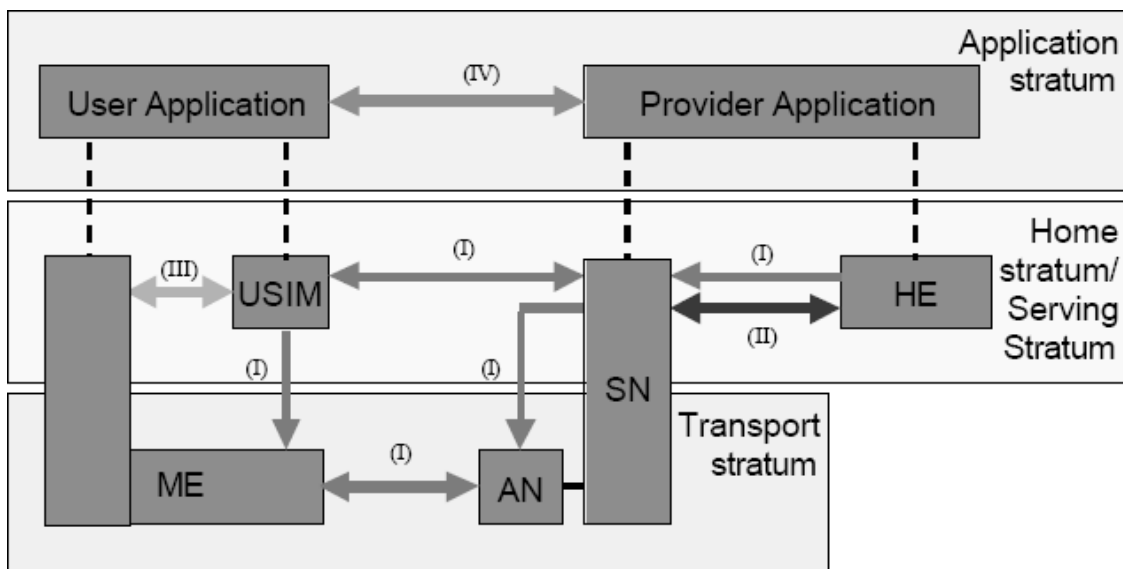 Application
stratum
(IV)
User Application
Provider Application
Home
stratum/
Serving
Stratum
(III)
(I)
(I)
USIM
HE
(II)
(I)
(I)
SN
Transport
stratum
(I)
ME
AN